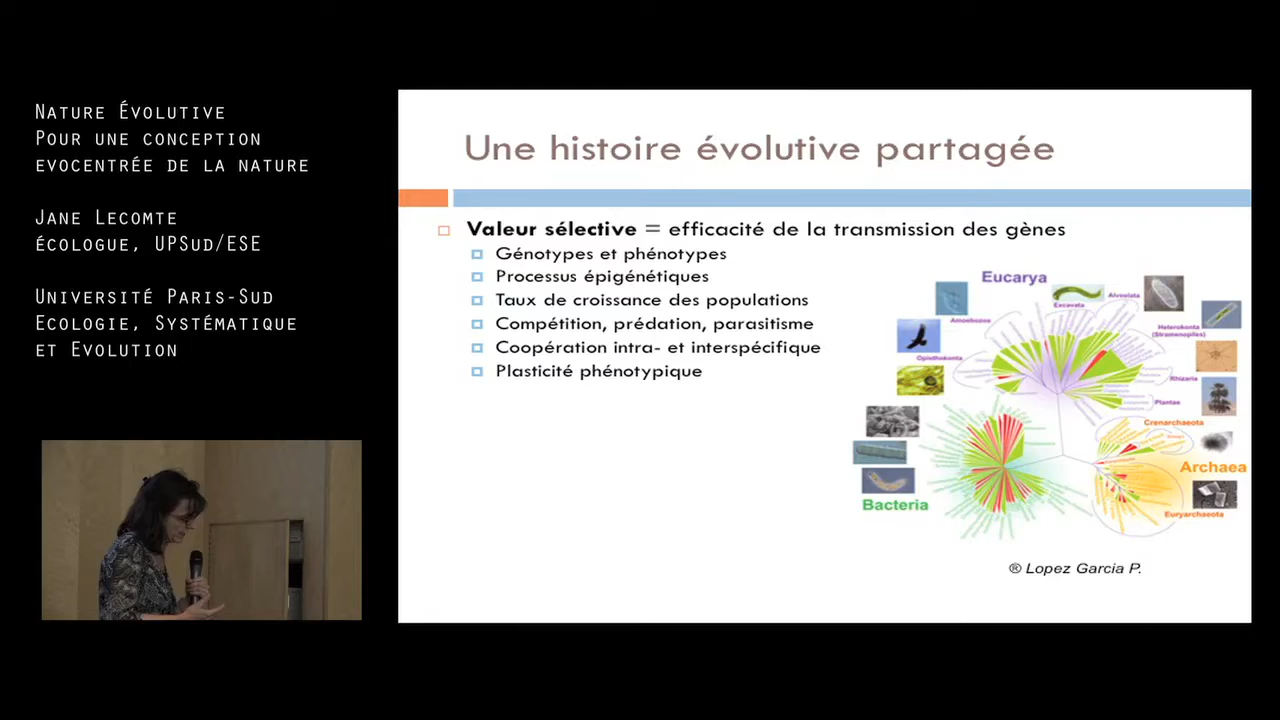 Nature Évolutive
Pour une conception
evocentrée de la nature
Jane Lecomte
écologue, UPSud/ESE
Université Paris-Sud
Ecologie, Systématique
et Evolution
Une histoire évolutive partagée
Valeur sélective = efficacité de la transmission des gènes
Génotypes et phénotypes
Processus épigénétiques
Taux de croissance des populations
Compétition, prédation, parasitisme
Coopération intra- et interspécifique
Plasticité phénotypique
Eucarya
Excavata
Alveolata
Amoebozoa
Heterokonta
(Stramenopiles)
Opisthokonta
Rhizaria
Plantae
Crenarchaeota
Archaea
Bacteria
Euryarchaeota
® Lopez Garcia P.